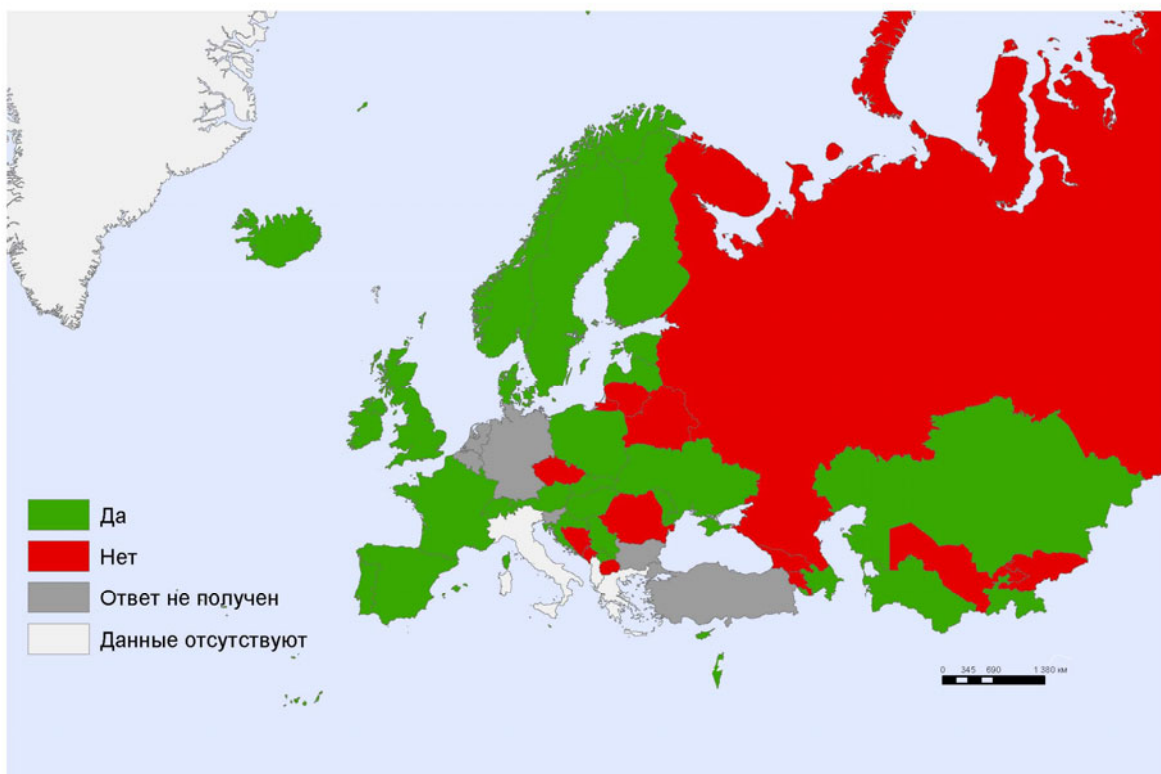 Да
Нет
Ответ не получен
Данные отсутствуют
0 345 690 1 380 км